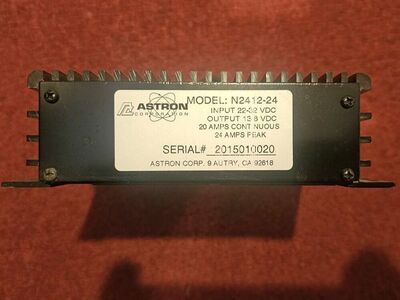 ASTRON
CORPORATION
MODEL: N2412-24
INPUT 22-32 VDC
OUTPUT 13.8 VDC
20 AMPS CONTINUOUS
24 AMPS PEAK
SERIAL# 2015010020
ASTRON CORP. 9 AUTRY, CA 92618